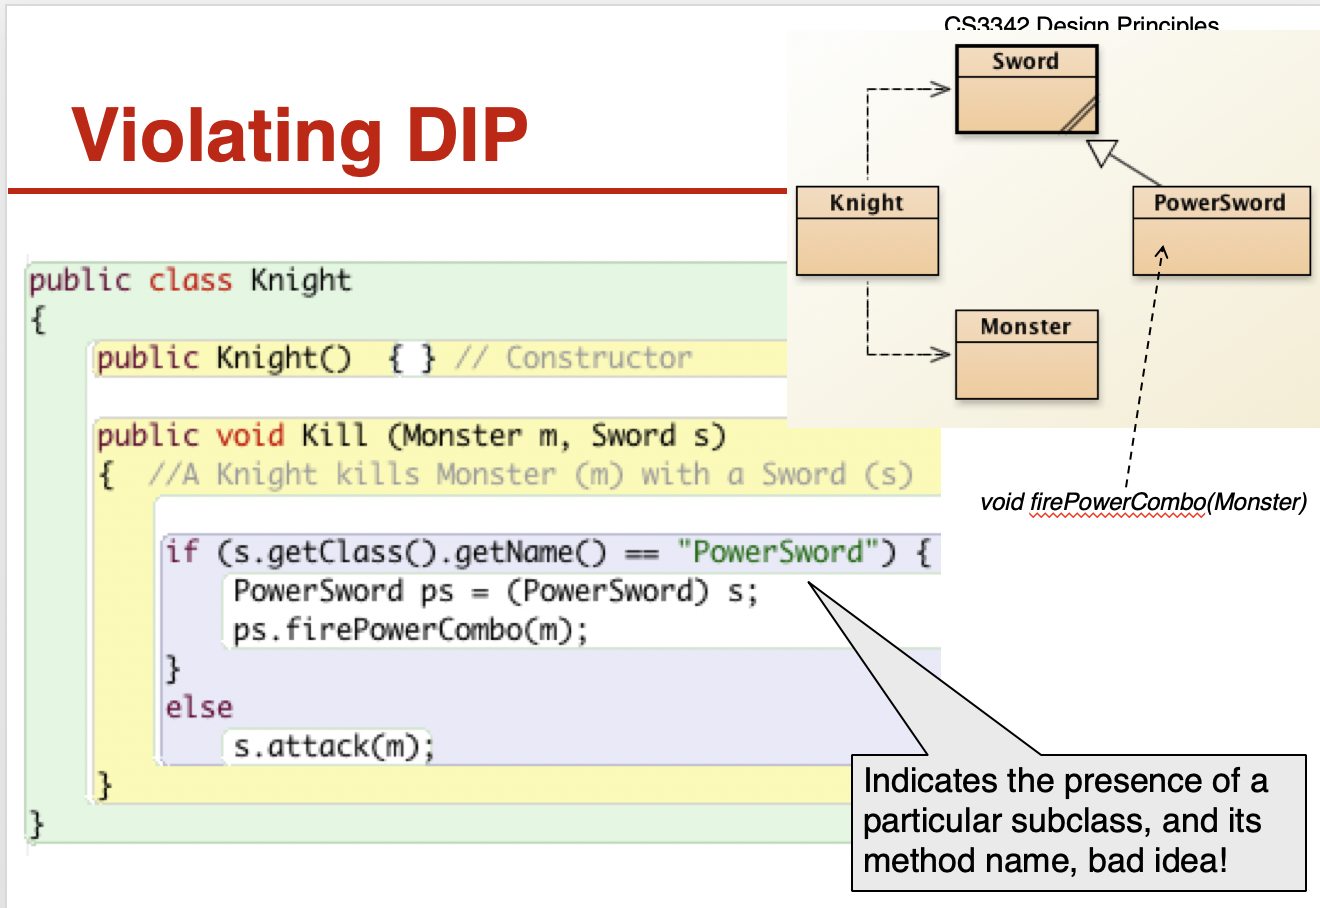 CS3342 Design Principles
Violating DIP
Sword
Knight
PowerSword
Monster
void firePowerCombo(Monster)
public class Knight
{
public Knight()  { } // Constructor
public void Kill (Monster m, Sword s)
{  //A Knight kills Monster (m) with a Sword (s)
if (s.getClass().getName() == "PowerSword") {
PowerSword ps = (PowerSword) s;
ps.firePowerCombo(m);
}
else
s.attack(m);
}
}
Indicates the presence of a
particular subclass, and its
method name, bad idea!